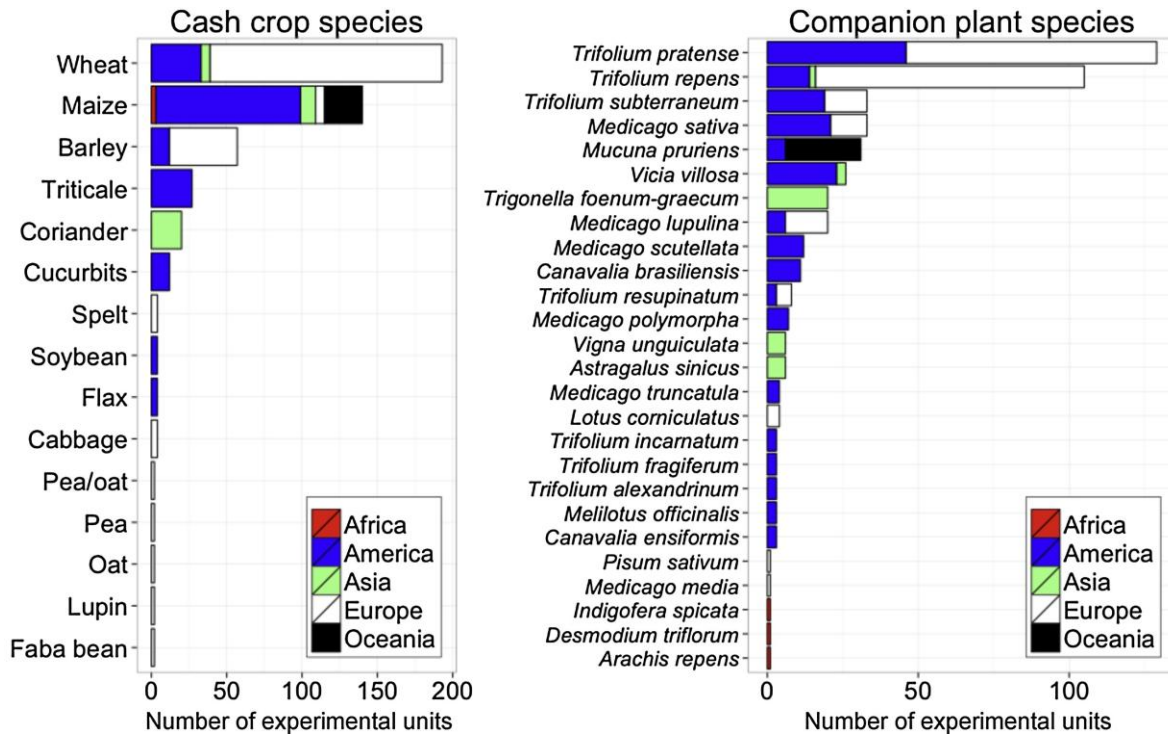 Cash crop species
Wheat
Maize
Barley
Triticale
Coriander
Cucurbits
Spelt
Soybean
Flax
Cabbage
Pea/oat
Pea
Oat
Lupin
Faba bean
Africa
America
Asia
Europe
Oceania
0 50 100 150 200
Number of experimental units
Companion plant species
Trifolium pratense
Trifolium repens
Trifolium subterraneum
Medicago sativa
Mucuna pruriens
Vicia villosa
Trigonella foenum-graecum
Medicago lupulina
Medicago scutellata
Canavalia brasiliensis
Trifolium resupinatum
Medicago polymorpha
Vigna unguiculata
Astragalus sinicus
Medicago truncatula
Lotus corniculatus
Trifolium incarnatum
Trifolium fragiferum
Trifolium alexandrinum
Melilotus officinalis
Canavalia ensiformis
Pisum sativum
Medicago media
Indigofera spicata
Desmodium triflorum
Arachis repens
Africa
America
Asia
Europe
Oceania
0 50 100
Number of experimental units